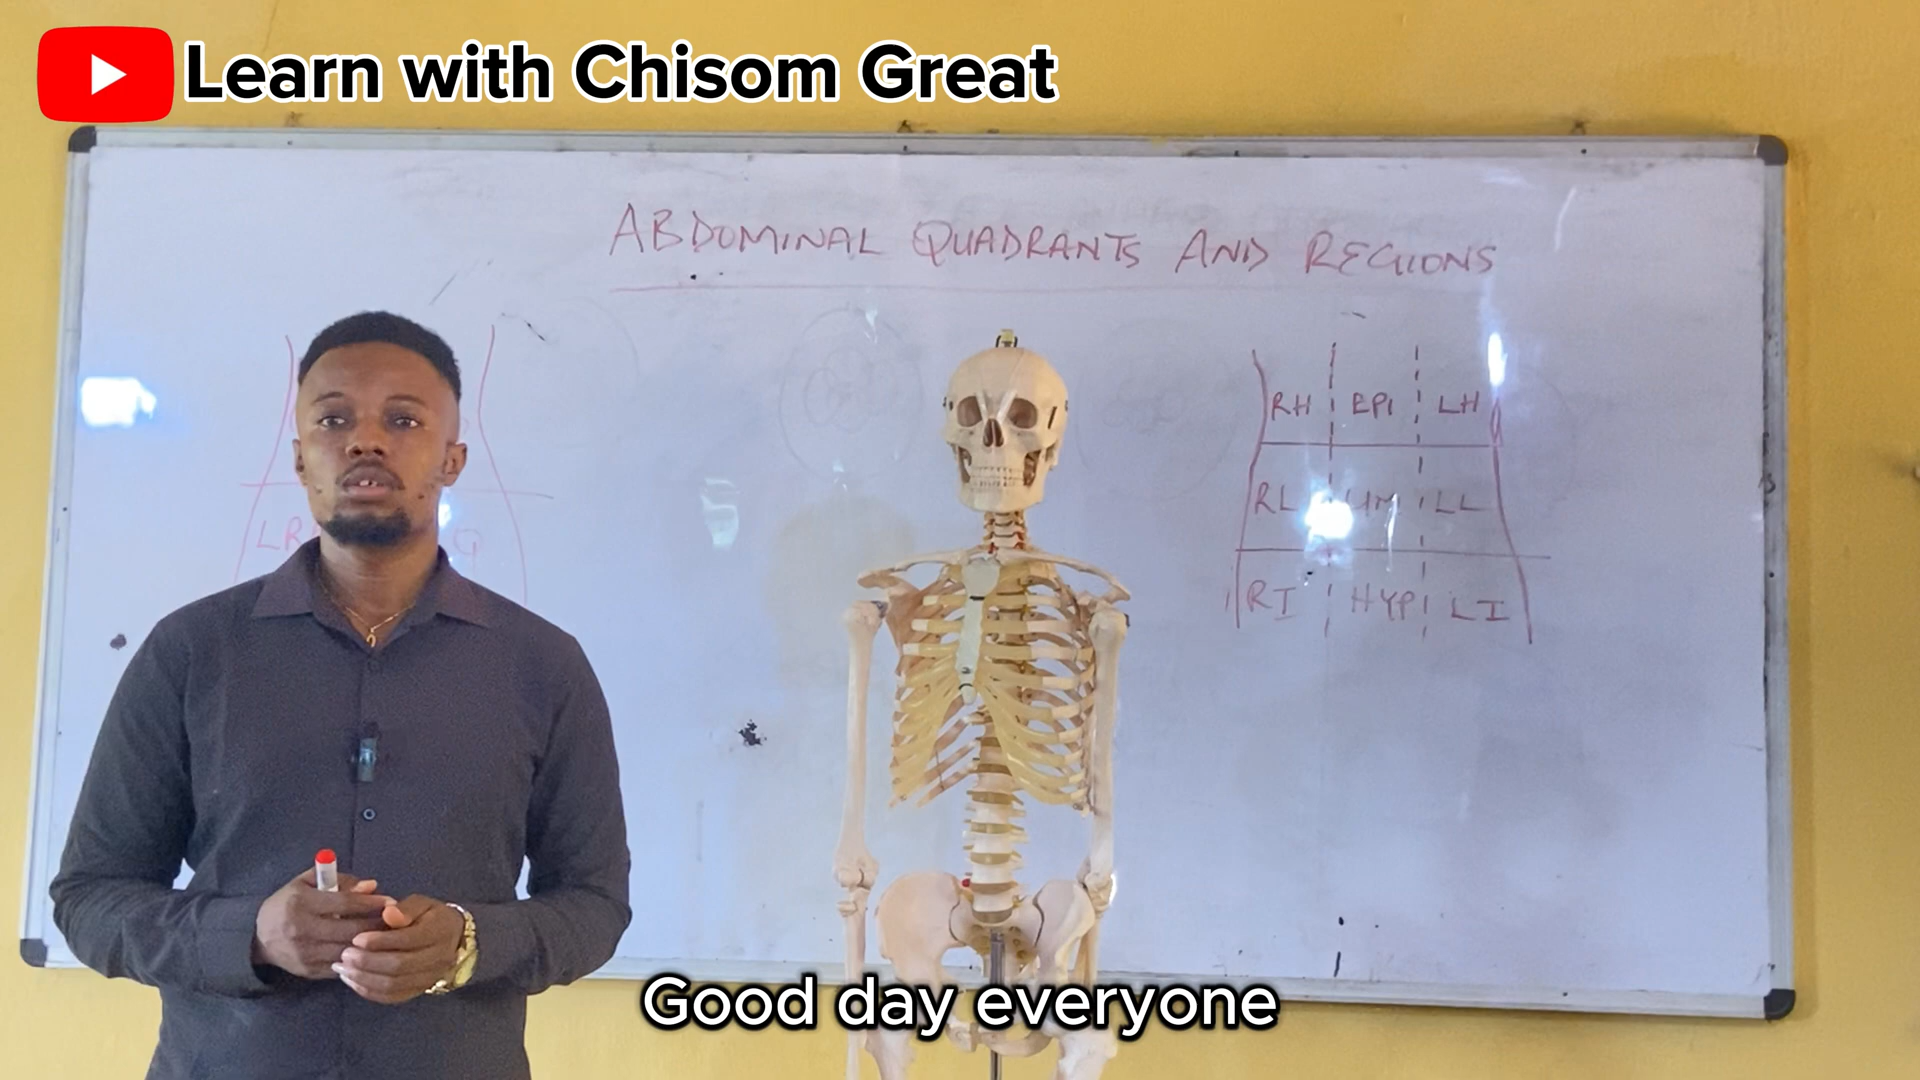 Learn with Chisom Great
ABDOMINAL QUADRANTS AND REGIONS
RH EPI LH
RL UM LL
RI HYP LI
Good day everyone